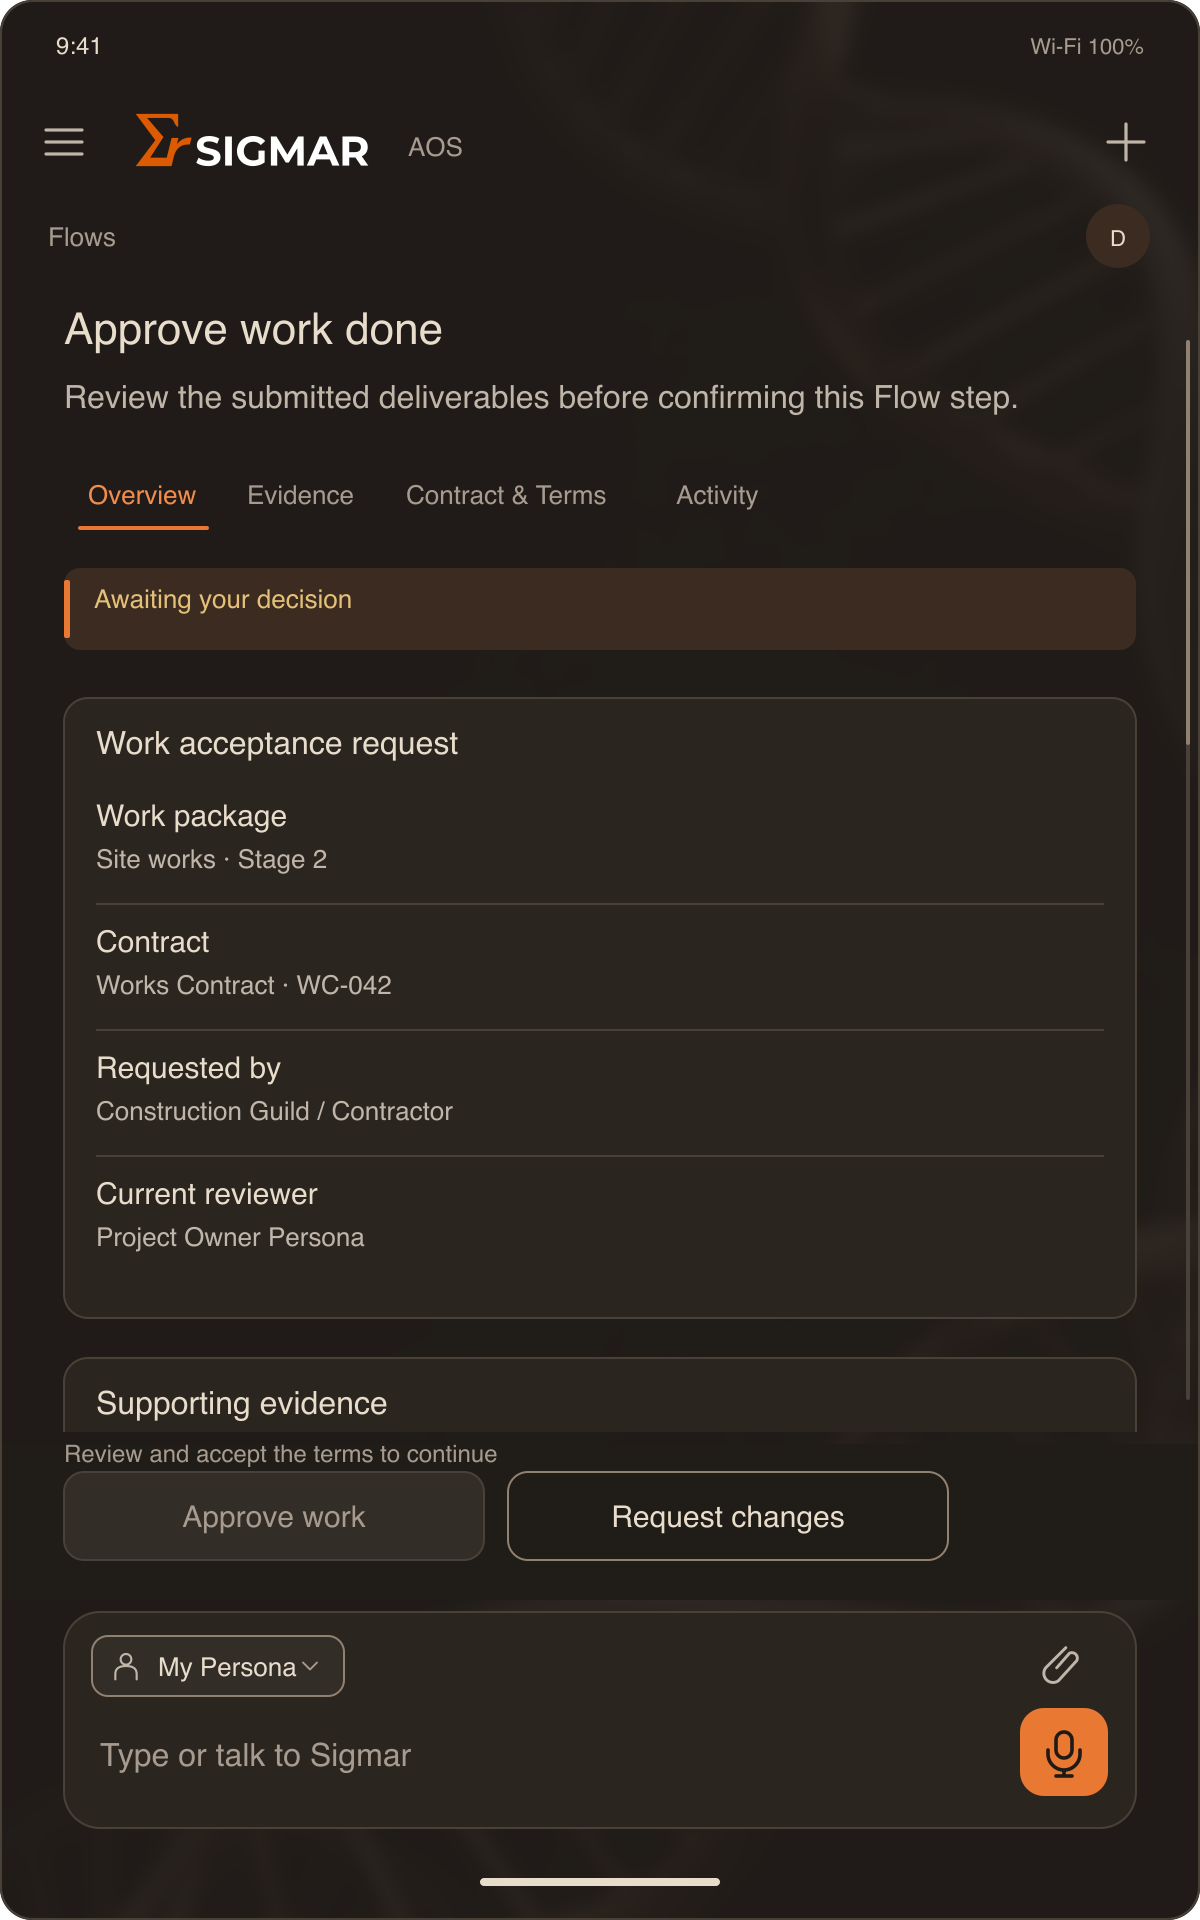 9:41
Wi-Fi 100%
Σr SIGMAR AOS
Flows
D
Approve work done
Review the submitted deliverables before confirming this Flow step.
Overview Evidence Contract & Terms Activity
Awaiting your decision
Work acceptance request
Work package
Site works · Stage 2
Contract
Works Contract · WC-042
Requested by
Construction Guild / Contractor
Current reviewer
Project Owner Persona
Supporting evidence
Review and accept the terms to continue
Approve work
Request changes
My Persona
Type or talk to Sigmar